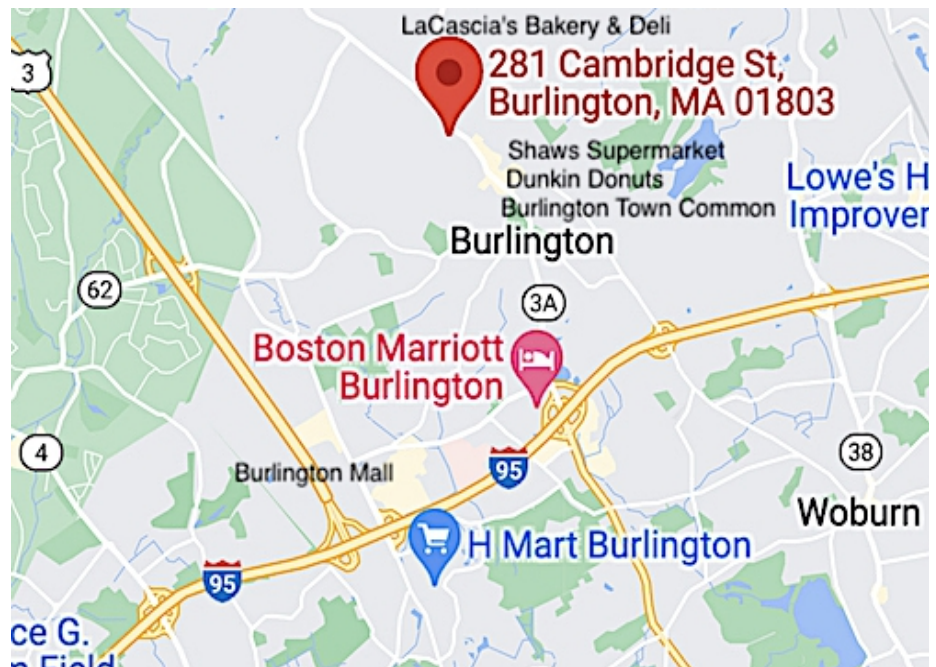 LaCascia's Bakery & Deli
3
281 Cambridge St,
Burlington, MA 01803
Shaws Supermarket
Dunkin Donuts
Burlington Town Common
Lowe's H
Improver
Burlington
62
3A
Boston Marriott
Burlington
4
Burlington Mall
95
38
Woburn
H Mart Burlington
95
ce G.
n Field